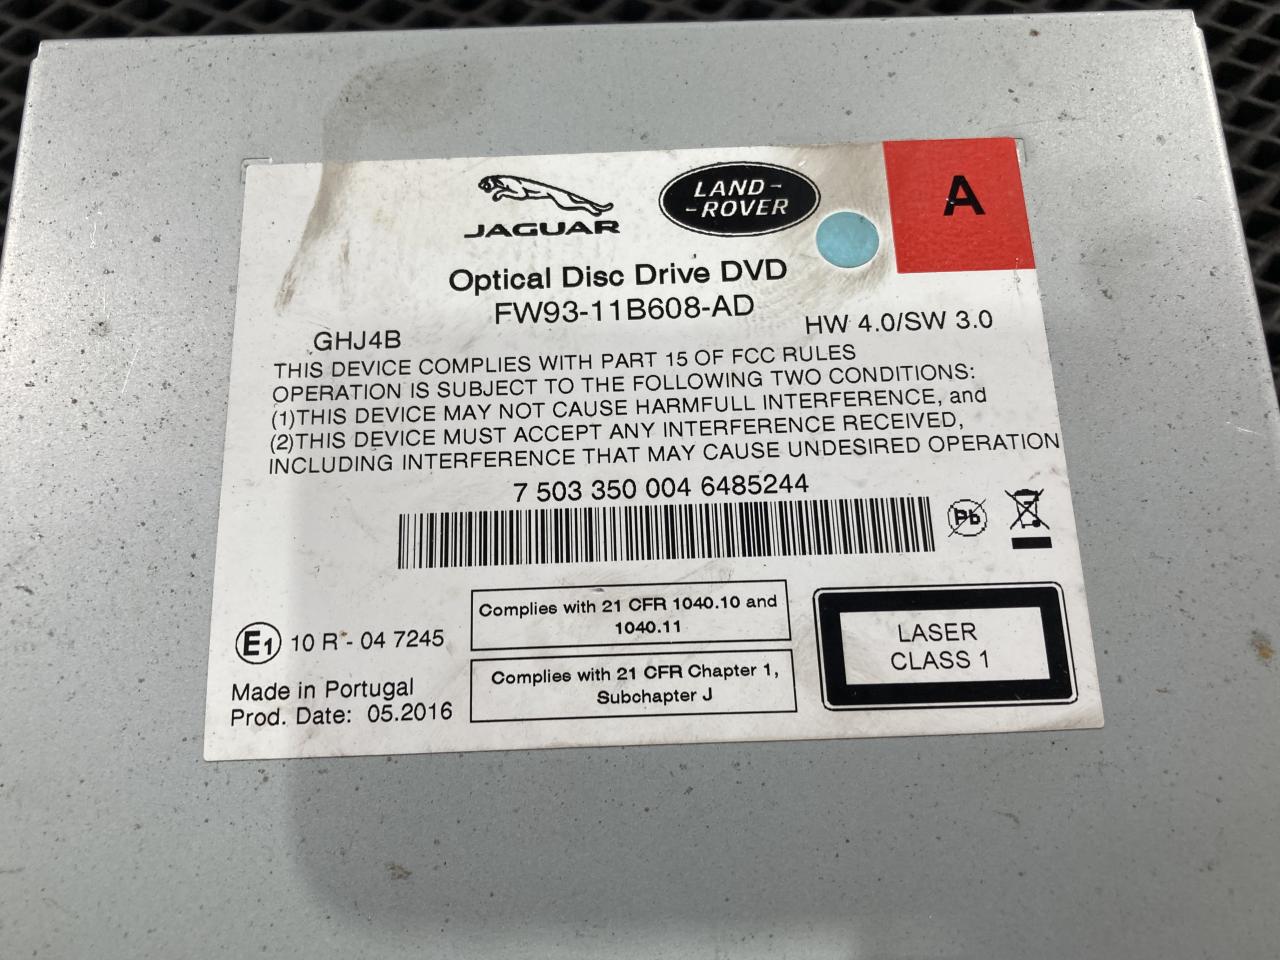 JAGUAR
LAND-
-ROVER
A
Optical Disc Drive DVD
FW93-11B608-AD
GHJ4B
HW 4.0/SW 3.0
THIS DEVICE COMPLIES WITH PART 15 OF FCC RULES
OPERATION IS SUBJECT TO THE FOLLOWING TWO CONDITIONS:
(1)THIS DEVICE MAY NOT CAUSE HARMFULL INTERFERENCE, and
(2)THIS DEVICE MUST ACCEPT ANY INTERFERENCE RECEIVED,
INCLUDING INTERFERENCE THAT MAY CAUSE UNDESIRED OPERATION
7 503 350 004 6485244
Pb
Complies with 21 CFR 1040.10 and
1040.11
LASER
CLASS 1
E1 10 R - 04 7245
Complies with 21 CFR Chapter 1,
Subchapter J
Made in Portugal
Prod. Date: 05.2016